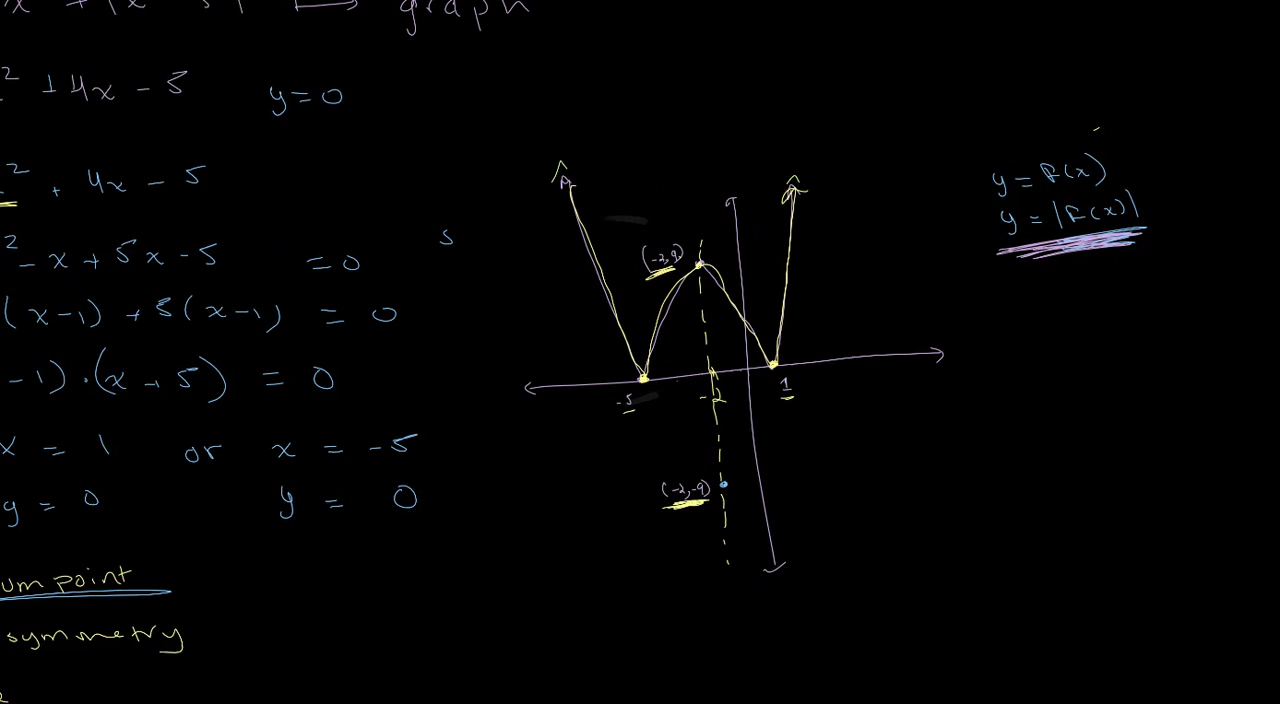 graph
² + 4x - 5 y = 0
² + 4x - 5
² - x + 5x - 5 = 0
(x-1) + 5(x-1) = 0
-1) . (x + 5) = 0
x = 1 or x = -5
y = 0 y = 0
um point
symmetry
s
(-2,9)
-5 -2 1
(-2,-9)
y = f(x)
y = |f(x)|